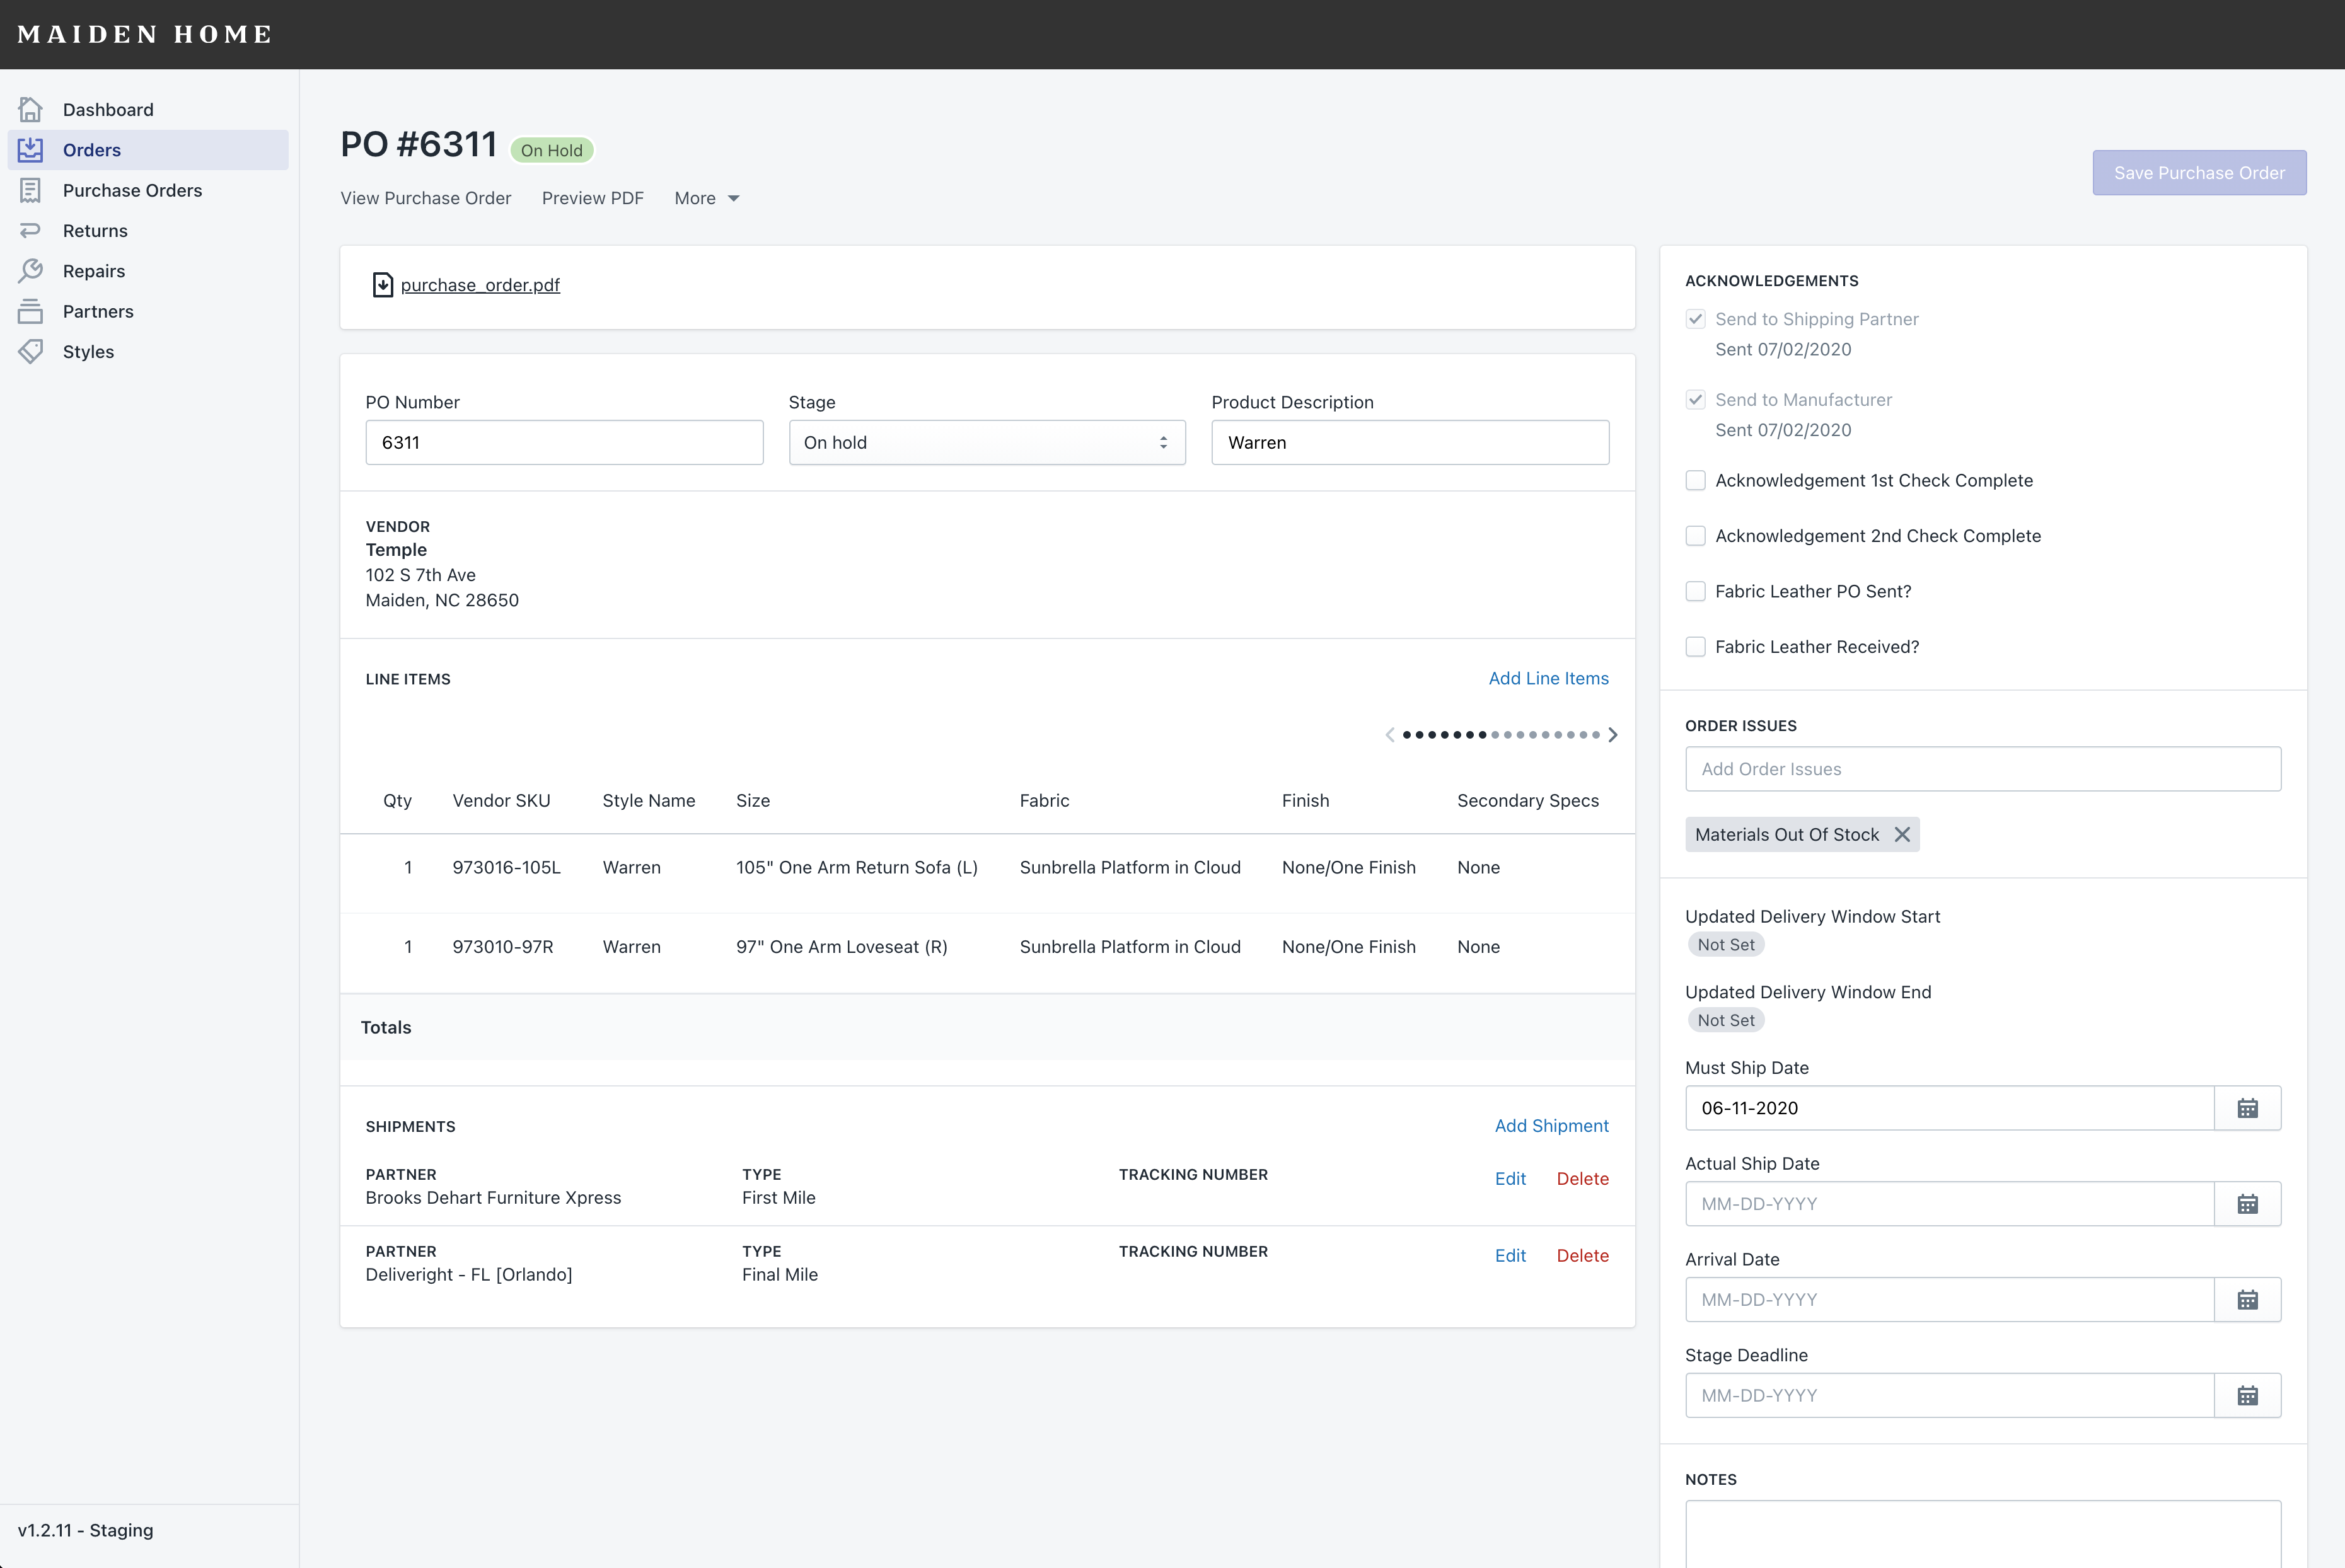 MAIDEN HOME
Dashboard
Orders
Purchase Orders
Returns
Repairs
Partners
Styles
v1.2.11 - Staging
PO #6311 On Hold
View Purchase Order Preview PDF More
Save Purchase Order
purchase_order.pdf
PO Number Stage Product Description
6311 On hold Warren
VENDOR
Temple
102 S 7th Ave
Maiden, NC 28650
LINE ITEMS Add Line Items
Qty Vendor SKU Style Name Size Fabric Finish Secondary Specs
1 973016-105L Warren 105" One Arm Return Sofa (L) Sunbrella Platform in Cloud None/One Finish None
1 973010-97R Warren 97" One Arm Loveseat (R) Sunbrella Platform in Cloud None/One Finish None
Totals
SHIPMENTS Add Shipment
PARTNER TYPE TRACKING NUMBER Edit Delete
Brooks Dehart Furniture Xpress First Mile
PARTNER TYPE TRACKING NUMBER Edit Delete
Deliveright - FL [Orlando] Final Mile
ACKNOWLEDGEMENTS
Send to Shipping Partner
Sent 07/02/2020
Send to Manufacturer
Sent 07/02/2020
Acknowledgement 1st Check Complete
Acknowledgement 2nd Check Complete
Fabric Leather PO Sent?
Fabric Leather Received?
ORDER ISSUES
Add Order Issues
Materials Out Of Stock
Updated Delivery Window Start
Not Set
Updated Delivery Window End
Not Set
Must Ship Date
06-11-2020
Actual Ship Date
MM-DD-YYYY
Arrival Date
MM-DD-YYYY
Stage Deadline
MM-DD-YYYY
NOTES